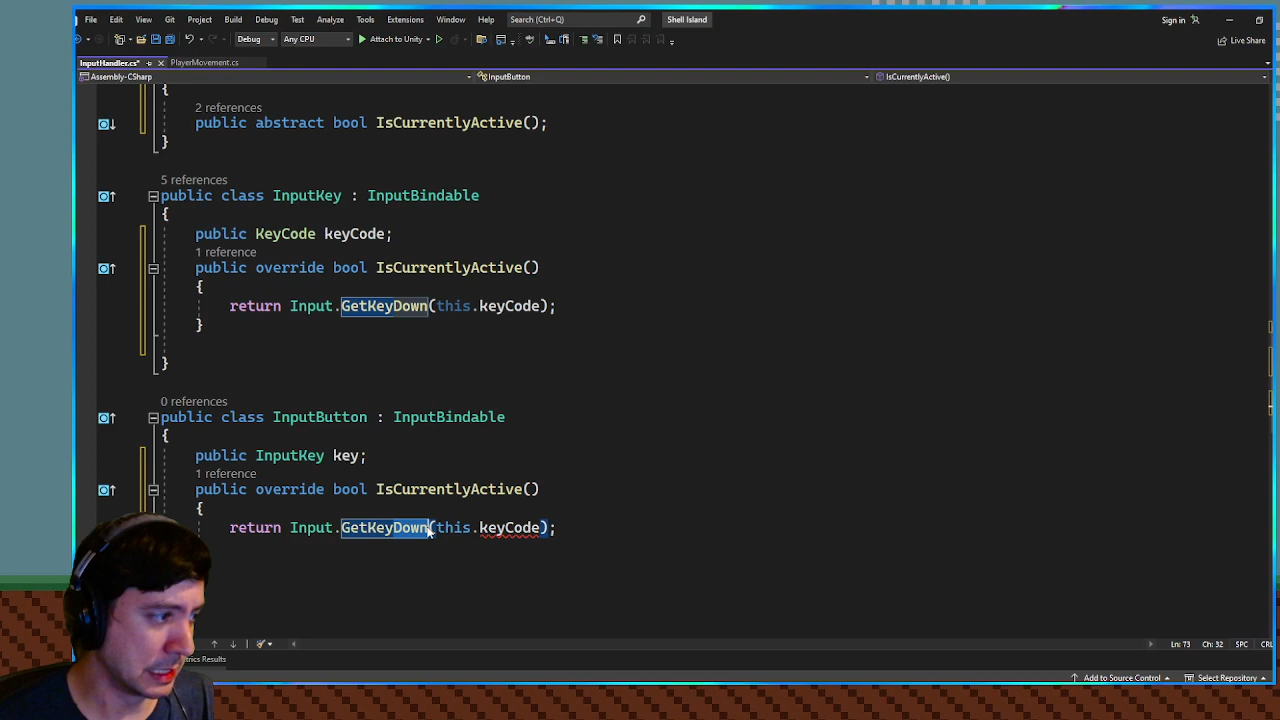 File Edit View Git Project Build Debug Test Analyze Tools Extensions Window Help Search (Ctrl+Q) Shell Island Sign in
Debug Any CPU Attach to Unity Live Share
InputHandler.cs* PlayerMovement.cs
Assembly-CSharp InputButton IsCurrentlyActive()
{
2 references
public abstract bool IsCurrentlyActive();
}
5 references
public class InputKey : InputBindable
{
public KeyCode keyCode;
1 reference
public override bool IsCurrentlyActive()
{
return Input.GetKeyDown(this.keyCode);
}
}
0 references
public class InputButton : InputBindable
{
public InputKey key;
1 reference
public override bool IsCurrentlyActive()
{
return Input.GetKeyDown(this.keyCode);
Ln: 73 Ch: 32 SPC
Results
Add to Source Control Select Repository